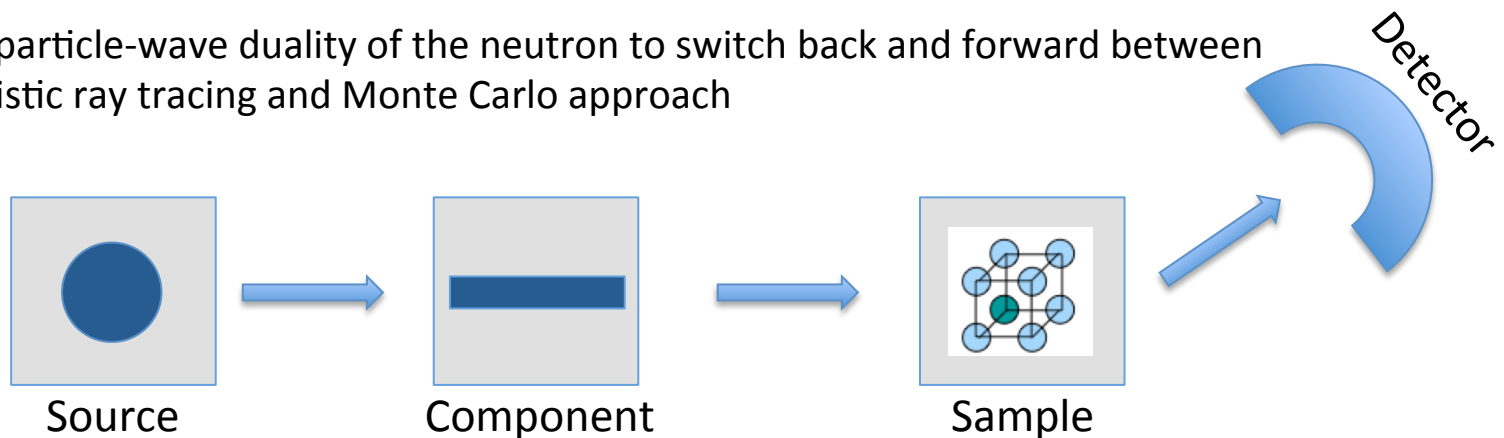 particle-wave duality of the neutron to switch back and forward between
istic ray tracing and Monte Carlo approach
Detector
Source
Component
Sample